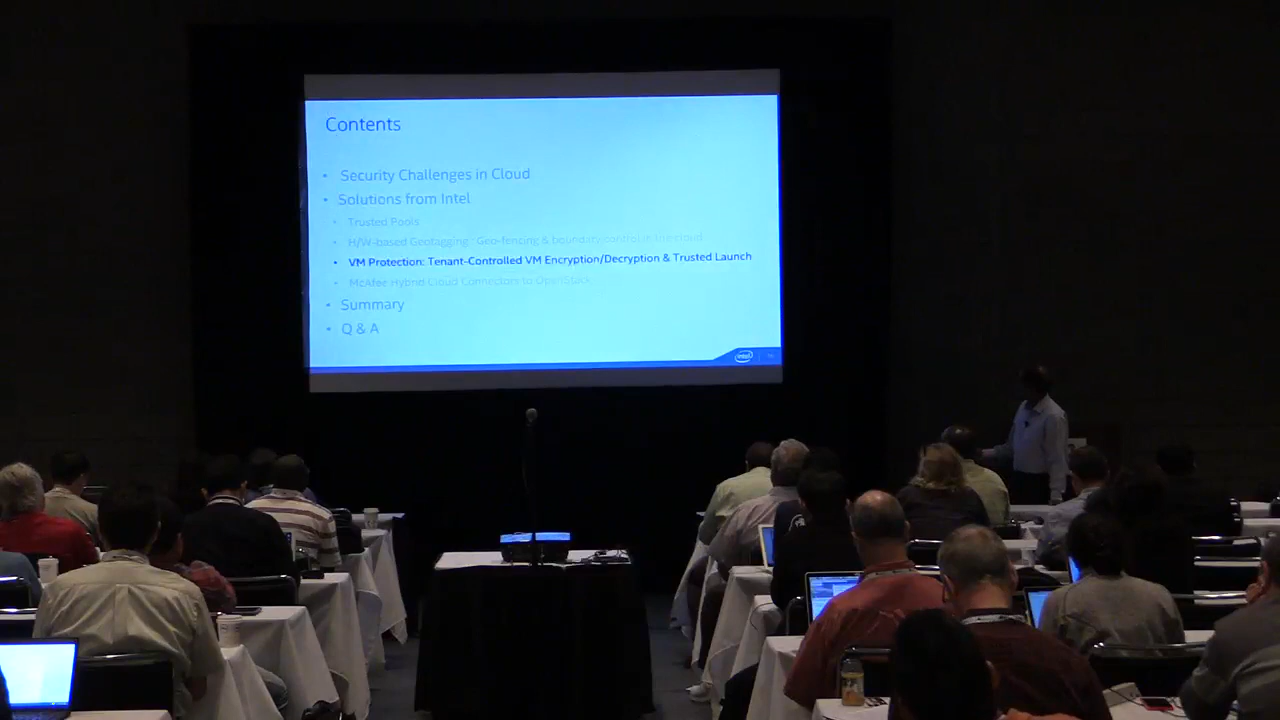 Contents
• Security Challenges in Cloud
• Solutions from Intel
• Trusted Pools
• H/W-based Geotagging : Geo-fencing & boundary control in the cloud
• VM Protection: Tenant-Controlled VM Encryption/Decryption & Trusted Launch
• McAfee Hybrid Cloud Connectors to OpenStack
• Summary
• Q & A
intel